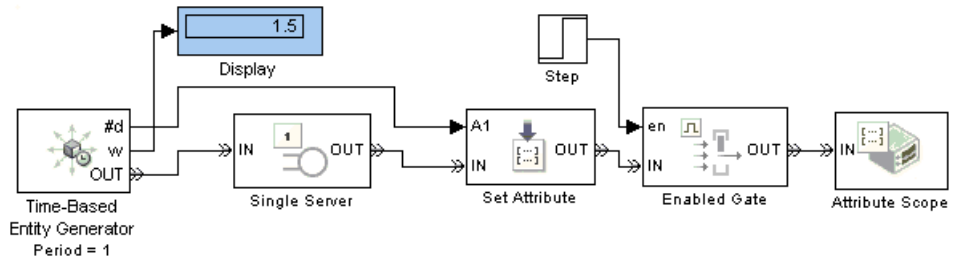 1.5
Display
Step
#d
w
OUT
Time-Based
Entity Generator
Period = 1
IN
1
OUT
Single Server
A1
IN
OUT
Set Attribute
en
IN
OUT
Enabled Gate
IN
Attribute Scope